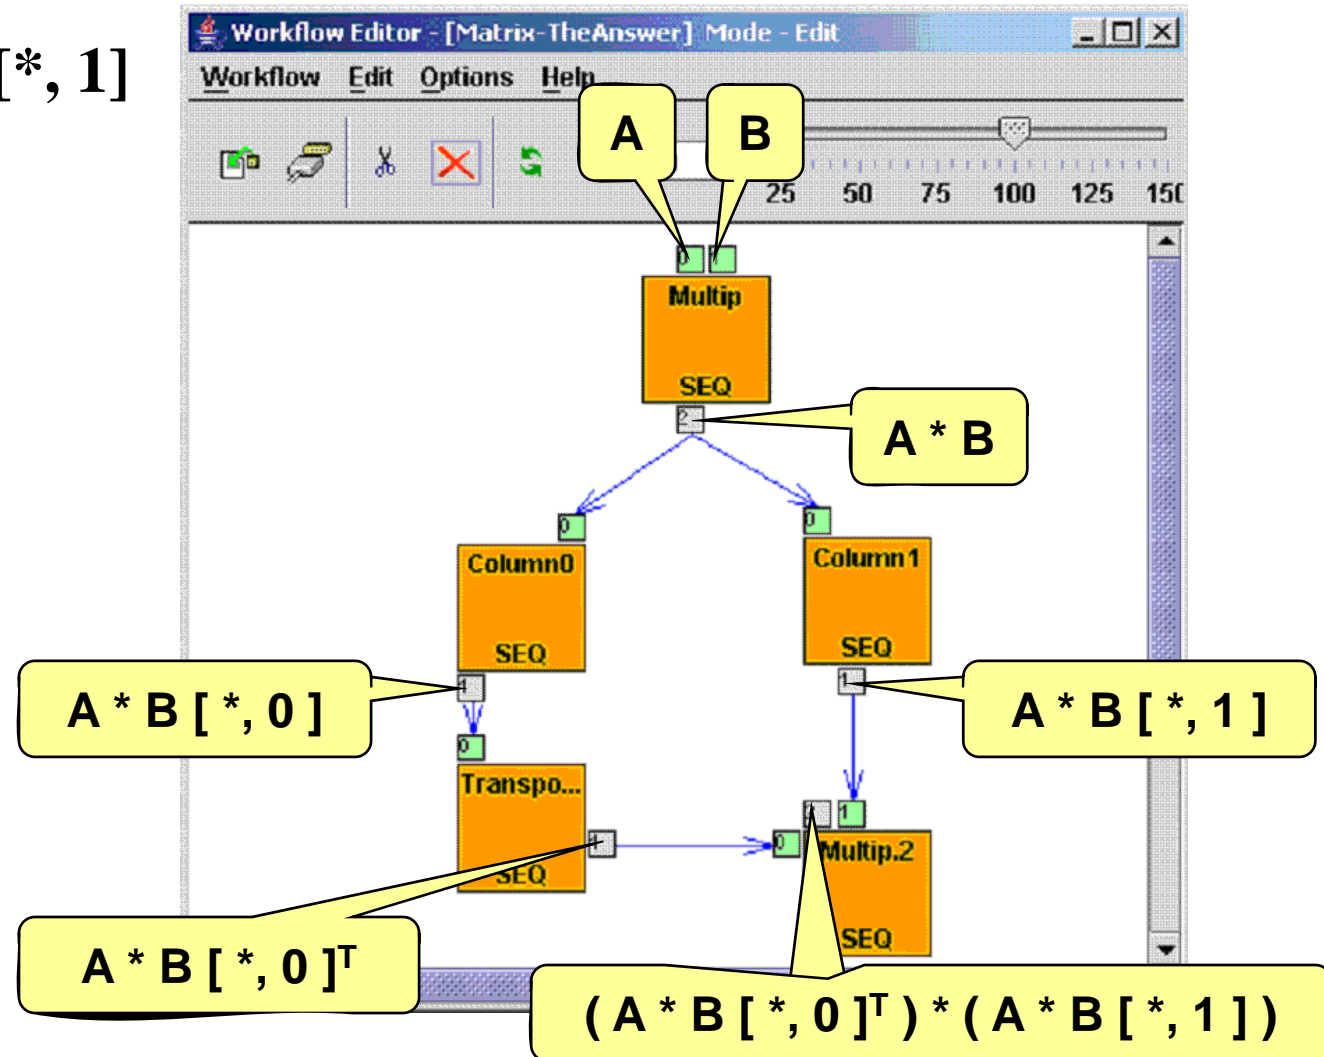 [*, 1]
Workflow Editor - [Matrix-TheAnswer] Mode - Edit
Workflow Edit Options Help
A
B
25 50 75 100 125 150
0
Multip
SEQ
2
A * B
0
0
Column0
SEQ
Column1
SEQ
1
1
A * B [ *, 0 ]
A * B [ *, 1 ]
0
Transpo...
SEQ
1
0
1
Multip.2
SEQ
A * B [ *, 0 ]ᵀ
( A * B [ *, 0 ]ᵀ ) * ( A * B [ *, 1 ] )